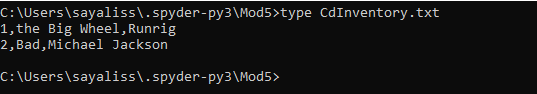 C:\Users\sayaliss\.spyder-py3\Mod5>type CdInventory.txt
1,the Big Wheel,Runrig
2,Bad,Michael Jackson
C:\Users\sayaliss\.spyder-py3\Mod5>